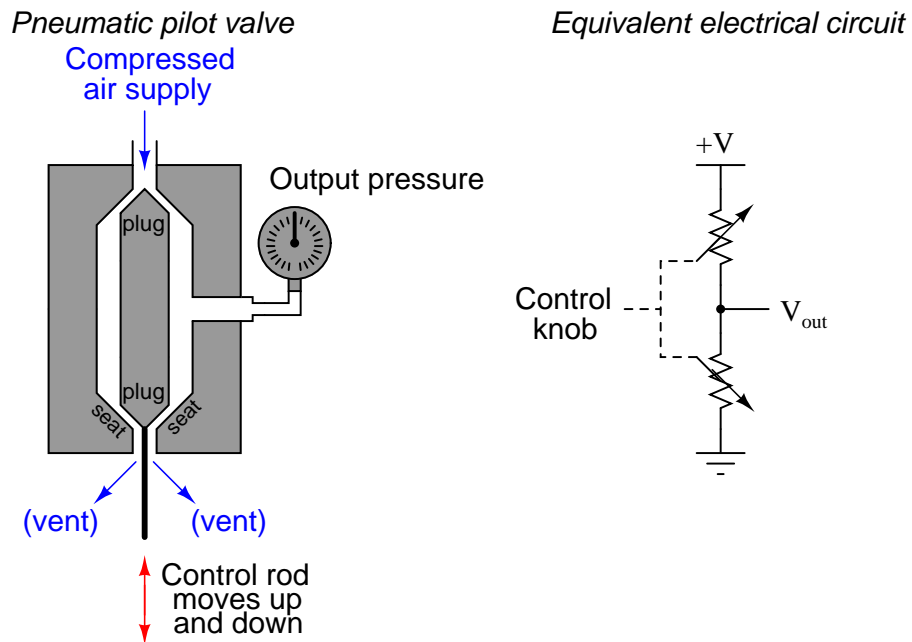 Pneumatic pilot valve
Compressed
air supply
Output pressure
plug
plug
seat
seat
(vent)
(vent)
Control rod
moves up
and down
Equivalent electrical circuit
+V
Control
knob
Vout